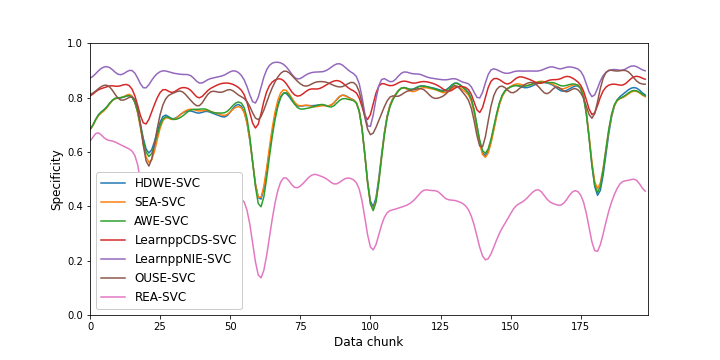 1.0
0.8
0.6
0.4
0.2
0.0
Specificity
HDWE-SVC
SEA-SVC
AWE-SVC
LearnppCDS-SVC
LearnppNIE-SVC
OUSE-SVC
REA-SVC
0 25 50 75 100 125 150 175
Data chunk